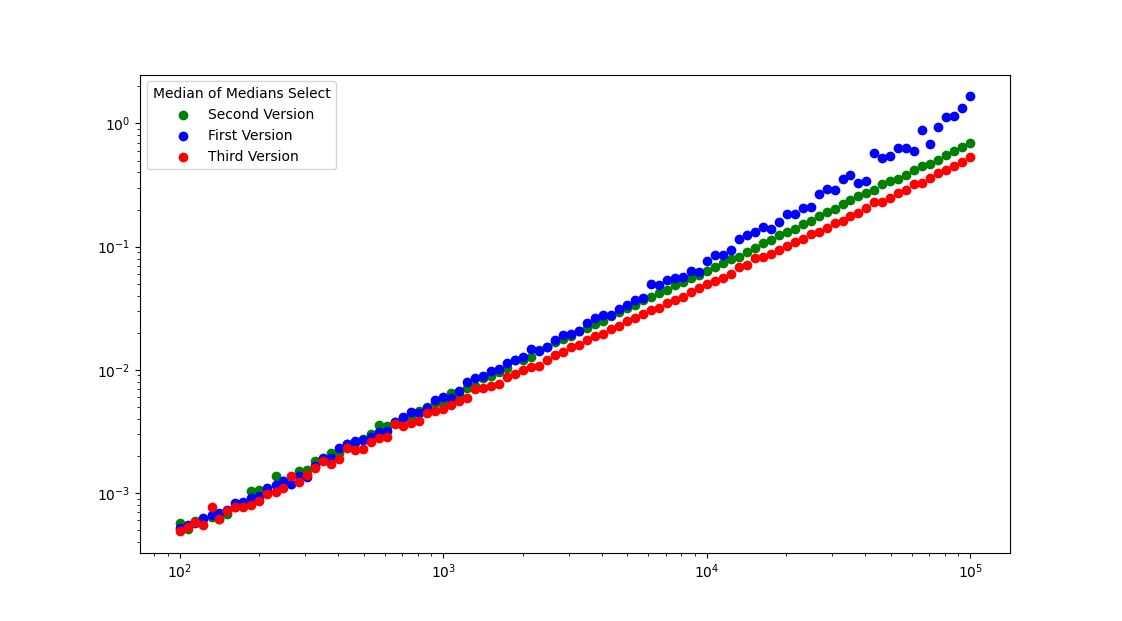 Median of Medians Select
Second Version
First Version
Third Version
10⁰
10⁻¹
10⁻²
10⁻³
10² 10³ 10⁴ 10⁵